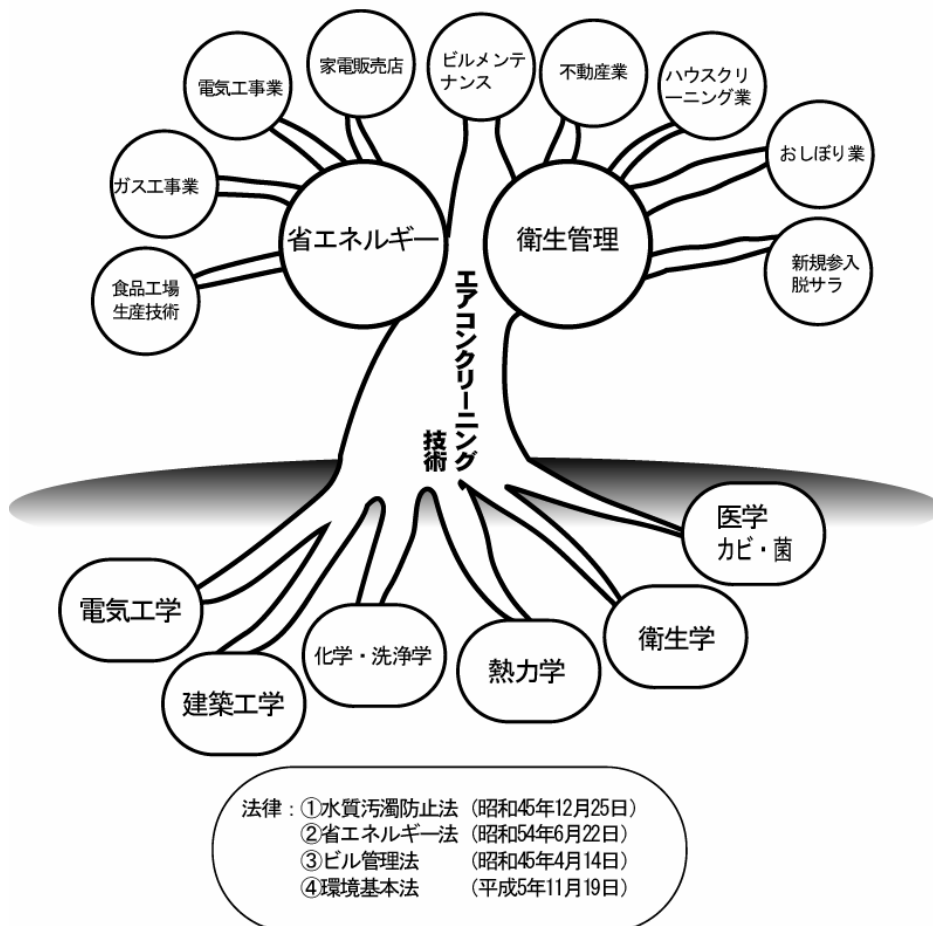 家電販売店
ビルメンテ
ナンス
不動産業
電気工事業
ハウスクリ
ーニング業
ガス工事業
おしぼり業
省エネルギー
衛生管理
食品工場
生産技術
新規参入
脱サラ
エアコンクリーニング
技術
医学
カビ・菌
電気工学
衛生学
化学・洗浄学
熱力学
建築工学
法律：①水質汚濁防止法（昭和45年12月25日）
②省エネルギー法（昭和54年6月22日）
③ビル管理法（昭和45年4月14日）
④環境基本法（平成5年11月19日）